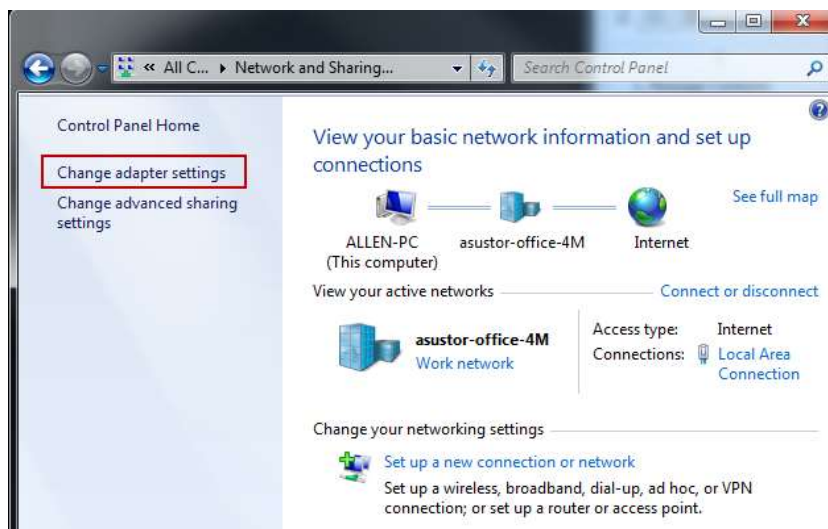 « All C... ▸ Network and Sharing...
Search Control Panel
Control Panel Home
Change adapter settings
Change advanced sharing
settings
View your basic network information and set up
connections
See full map
ALLEN-PC
(This computer)
asustor-office-4M
Internet
View your active networks
Connect or disconnect
asustor-office-4M
Work network
Access type: Internet
Connections: Local Area
Connection
Change your networking settings
Set up a new connection or network
Set up a wireless, broadband, dial-up, ad hoc, or VPN
connection; or set up a router or access point.